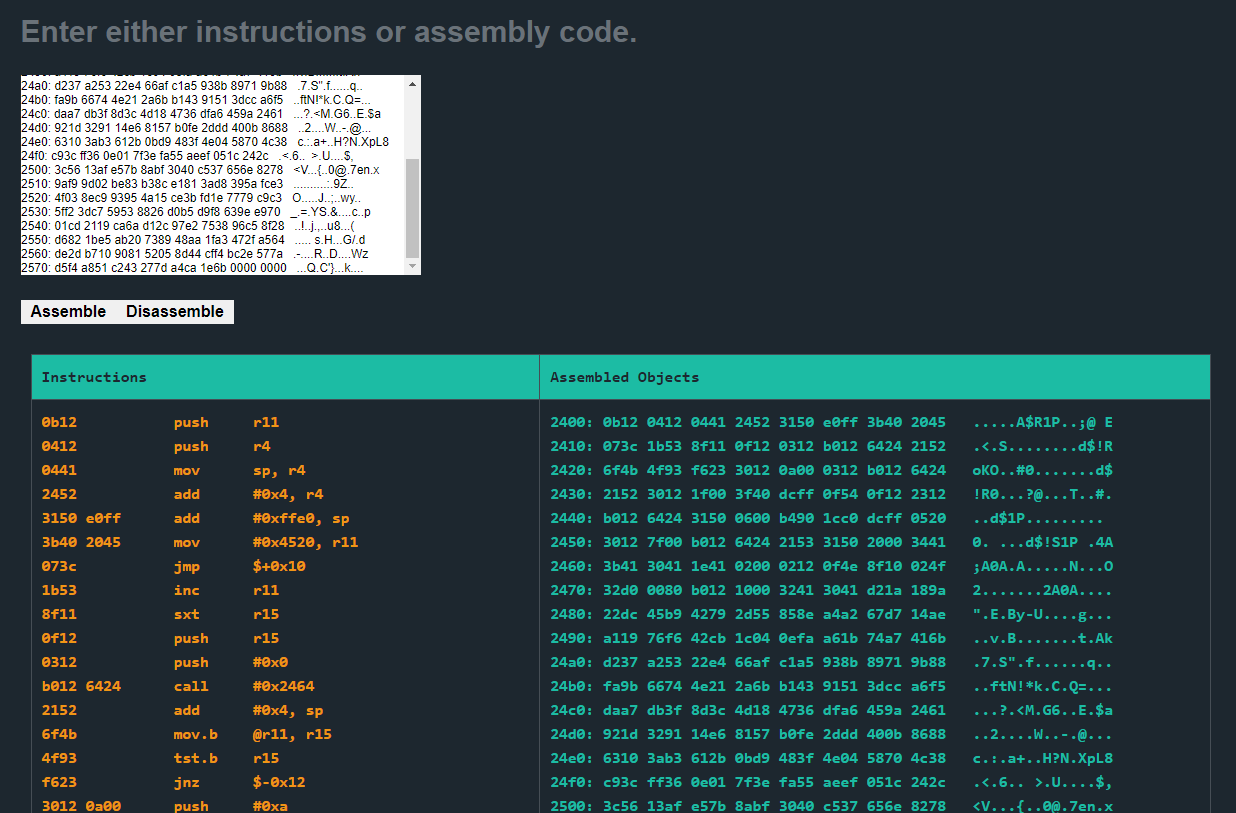 Enter either instructions or assembly code.
24a0: d237 a253 22e4 66af c1a5 938b 8971 9b88 .7.S".f......q..
24b0: fa9b 6674 4e21 2a6b b143 9151 3dcc a6f5 ..ftN!*k.C.Q=...
24c0: daa7 db3f 8d3c 4d18 4736 dfa6 459a 2461 ...?.<M.G6..E.$a
24d0: 921d 3291 14e6 8157 b0fe 2ddd 400b 8688 ..2....W..-.@...
24e0: 6310 3ab3 612b 0bd9 483f 4e04 5870 4c38 c.:.a+..H?N.XpL8
24f0: c93c ff36 0e01 7f3e fa55 aeef 051c 242c .<.6.. >.U....$,
2500: 3c56 13af e57b 8abf 3040 c537 656e 8278 <V...{..0@.7en.x
2510: 9af9 9d02 be83 b38c e181 3ad8 395a fce3 ..........:.9Z..
2520: 4f03 8ec9 9395 4a15 ce3b fd1e 7779 c9c3 O.....J..;..wy..
2530: 5ff2 3dc7 5953 8826 d0b5 d9f8 639e e970 _.=.YS.&....c..p
2540: 01cd 2119 ca6a d12c 97e2 7538 96c5 8f28 ..!..j.,..u8...(
2550: d682 1be5 ab20 7389 48aa 1fa3 472f a564 ..... s.H...G/.d
2560: de2d b710 9081 5205 8d44 cff4 bc2e 577a .-....R..D....Wz
2570: d5f4 a851 c243 277d a4ca 1e6b 0000 0000 ...Q.C'}...k....
Assemble Disassemble
Instructions Assembled Objects
0b12 push r11 2400: 0b12 0412 0441 2452 3150 e0ff 3b40 2045 .....A$R1P..;@ E
0412 push r4 2410: 073c 1b53 8f11 0f12 0312 b012 6424 2152 .<.S........d$!R
0441 mov sp, r4 2420: 6f4b 4f93 f623 3012 0a00 0312 b012 6424 oKO..#0.......d$
2452 add #0x4, r4 2430: 2152 3012 1f00 3f40 dcff 0f54 0f12 2312 !R0...?@...T..#.
3150 e0ff add #0xffe0, sp 2440: b012 6424 3150 0600 b490 1cc0 dcff 0520 ..d$1P.........
3b40 2045 mov #0x4520, r11 2450: 3012 7f00 b012 6424 2153 3150 2000 3441 0. ...d$!S1P .4A
073c jmp $+0x10 2460: 3b41 3041 1e41 0200 0212 0f4e 8f10 024f ;A0A.A.....N...O
1b53 inc r11 2470: 32d0 0080 b012 1000 3241 3041 d21a 189a 2.......2A0A....
8f11 sxt r15 2480: 22dc 45b9 4279 2d55 858e a4a2 67d7 14ae ".E.By-U....g...
0f12 push r15 2490: a119 76f6 42cb 1c04 0efa a61b 74a7 416b ..v.B.......t.Ak
0312 push #0x0 24a0: d237 a253 22e4 66af c1a5 938b 8971 9b88 .7.S".f......q..
b012 6424 call #0x2464 24b0: fa9b 6674 4e21 2a6b b143 9151 3dcc a6f5 ..ftN!*k.C.Q=...
2152 add #0x4, sp 24c0: daa7 db3f 8d3c 4d18 4736 dfa6 459a 2461 ...?.<M.G6..E.$a
6f4b mov.b @r11, r15 24d0: 921d 3291 14e6 8157 b0fe 2ddd 400b 8688 ..2....W..-.@...
4f93 tst.b r15 24e0: 6310 3ab3 612b 0bd9 483f 4e04 5870 4c38 c.:.a+..H?N.XpL8
f623 jnz $-0x12 24f0: c93c ff36 0e01 7f3e fa55 aeef 051c 242c .<.6.. >.U....$,
3012 0a00 push #0xa 2500: 3c56 13af e57b 8abf 3040 c537 656e 8278 <V...{..0@.7en.x